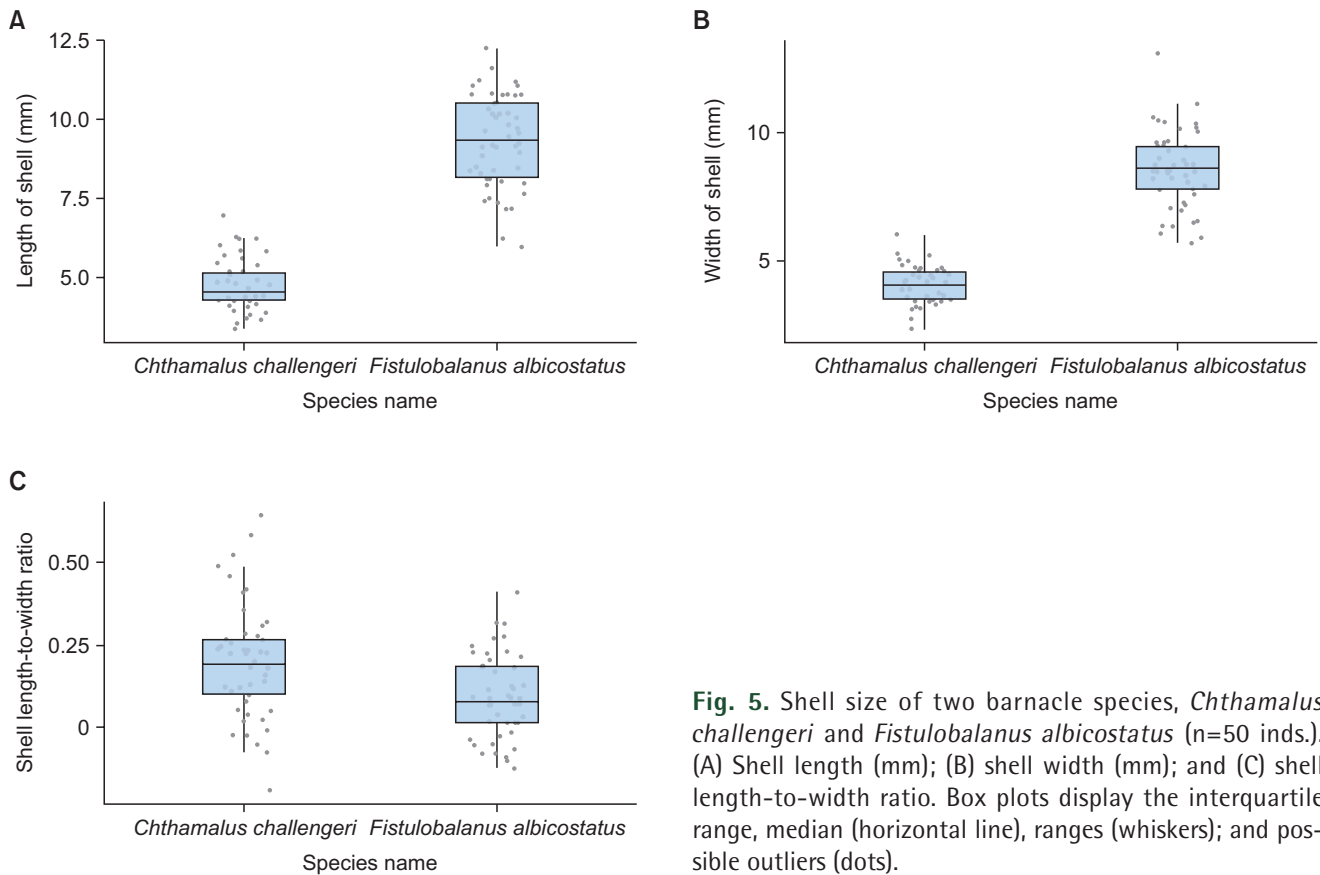 A
12.5
10.0
7.5
5.0
Length of shell (mm)
Chthamalus challengeri Fistulobalanus albicostatus
Species name
B
10
5
Width of shell (mm)
Chthamalus challengeri Fistulobalanus albicostatus
Species name
C
0.50
0.25
0
Shell length-to-width ratio
Chthamalus challengeri Fistulobalanus albicostatus
Species name
Fig. 5. Shell size of two barnacle species, Chthamalus
challengeri and Fistulobalanus albicostatus (n=50 inds.).
(A) Shell length (mm); (B) shell width (mm); and (C) shell
length-to-width ratio. Box plots display the interquartile
range, median (horizontal line), ranges (whiskers); and pos-
sible outliers (dots).